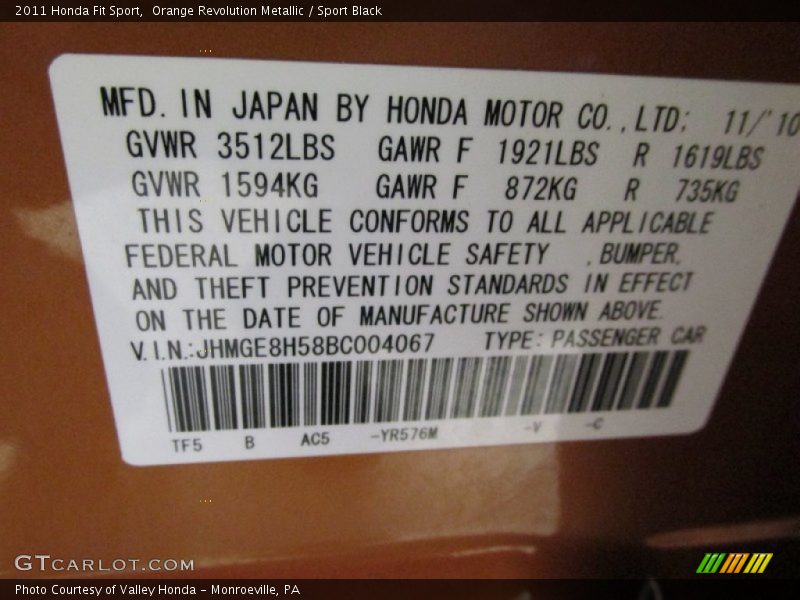 2011 Honda Fit Sport,  Orange Revolution Metallic / Sport Black
MFD. IN JAPAN BY HONDA MOTOR CO.,LTD: 11/'10
GVWR 3512LBS GAWR F 1921LBS R 1619LBS
GVWR 1594KG GAWR F 872KG R 735KG
THIS VEHICLE CONFORMS TO ALL APPLICABLE
FEDERAL MOTOR VEHICLE SAFETY , BUMPER,
AND THEFT PREVENTION STANDARDS IN EFFECT
ON THE DATE OF MANUFACTURE SHOWN ABOVE.
V.I.N.:JHMGE8H58BC004067 TYPE: PASSENGER CAR
TF5 B AC5 -YR576M -V -C
GTCARLOT.COM
Photo Courtesy of Valley Honda - Monroeville, PA